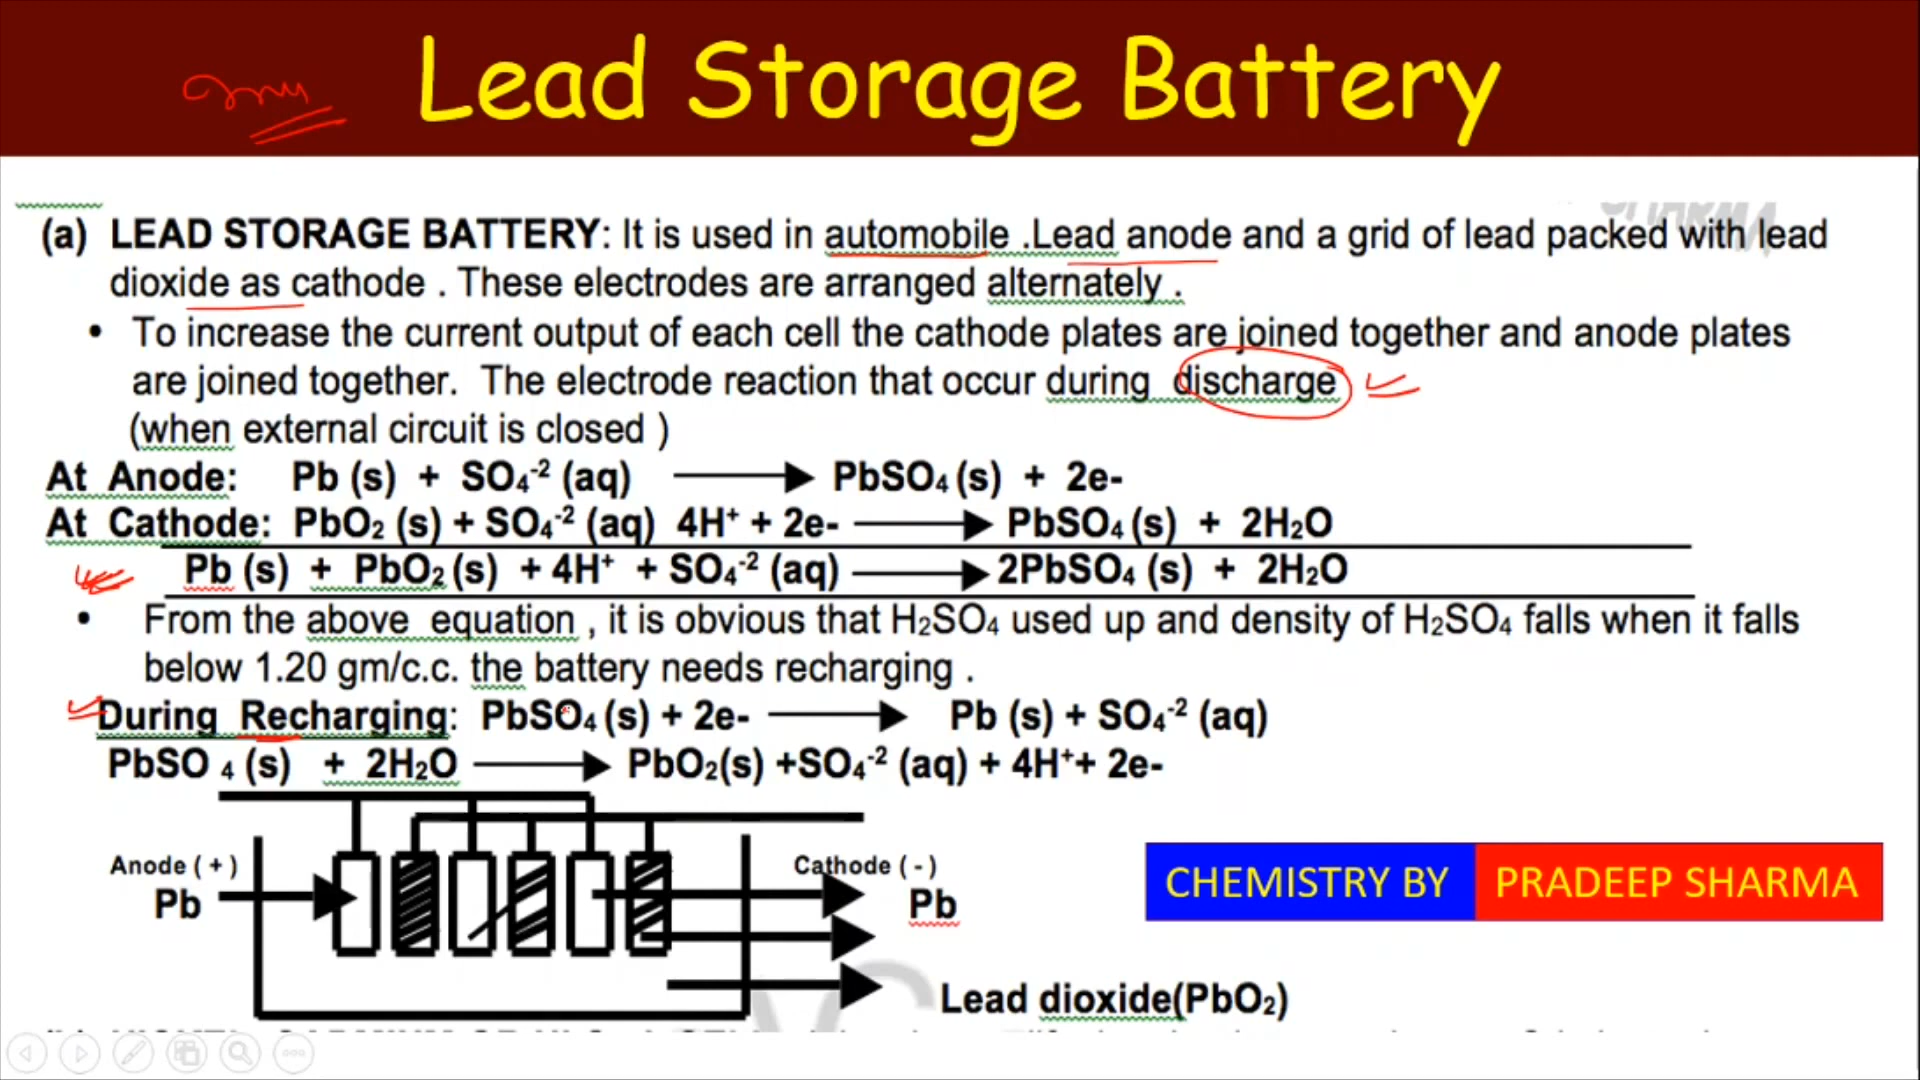 Lead Storage Battery
(a) LEAD STORAGE BATTERY: It is used in automobile .Lead anode and a grid of lead packed with lead
dioxide as cathode . These electrodes are arranged alternately .
• To increase the current output of each cell the cathode plates are joined together and anode plates
are joined together. The electrode reaction that occur during discharge
(when external circuit is closed )
At Anode: Pb (s) + SO₄⁻² (aq) ⟶ PbSO₄ (s) + 2e-
At Cathode: PbO₂ (s) + SO₄⁻² (aq) 4H⁺ + 2e- ⟶ PbSO₄ (s) + 2H₂O
Pb (s) + PbO₂ (s) + 4H⁺ + SO₄⁻² (aq) ⟶ 2PbSO₄ (s) + 2H₂O
• From the above equation , it is obvious that H₂SO₄ used up and density of H₂SO₄ falls when it falls
below 1.20 gm/c.c. the battery needs recharging .
During Recharging: PbSO₄ (s) + 2e- ⟶ Pb (s) + SO₄⁻² (aq)
PbSO ₄ (s) + 2H₂O ⟶ PbO₂(s) +SO₄⁻² (aq) + 4H⁺+ 2e-
Anode ( + )
Pb
Cathode ( - )
Pb
Lead dioxide(PbO₂)
CHEMISTRY BY PRADEEP SHARMA